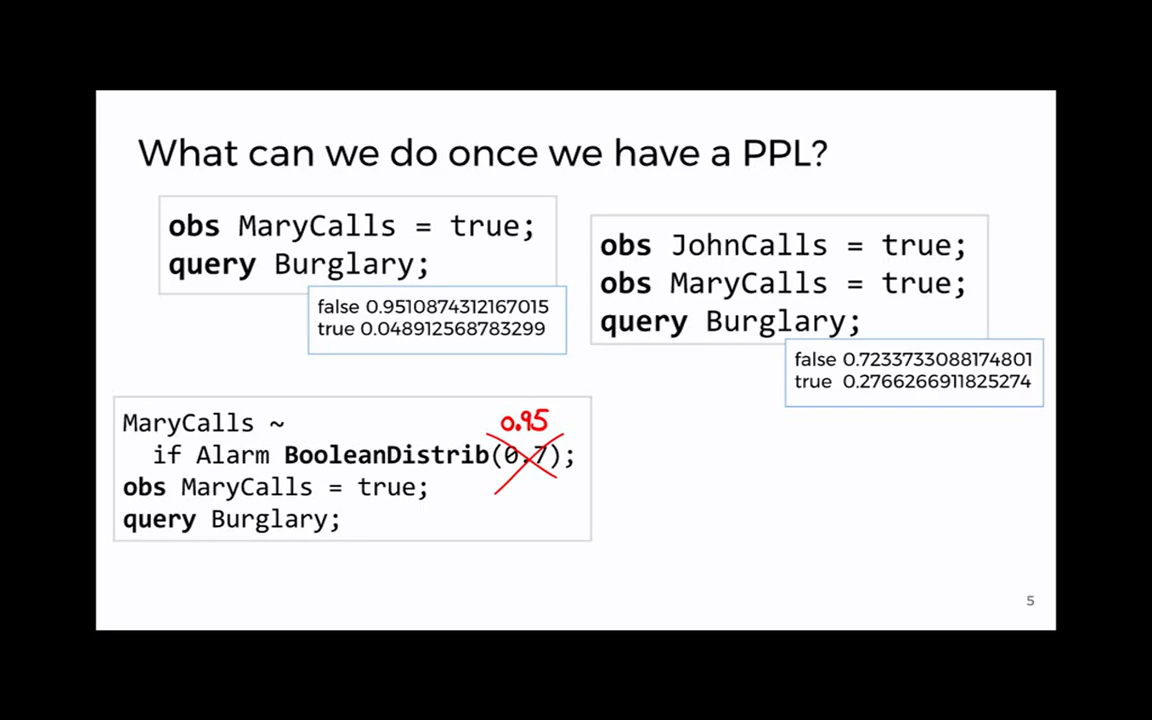 What can we do once we have a PPL?
obs MaryCalls = true;
query Burglary;
false 0.9510874312167015
true 0.048912568783299
obs JohnCalls = true;
obs MaryCalls = true;
query Burglary;
false 0.7233733088174801
true 0.2766266911825274
MaryCalls ~
0.95
if Alarm BooleanDistrib(0.7);
obs MaryCalls = true;
query Burglary;
5